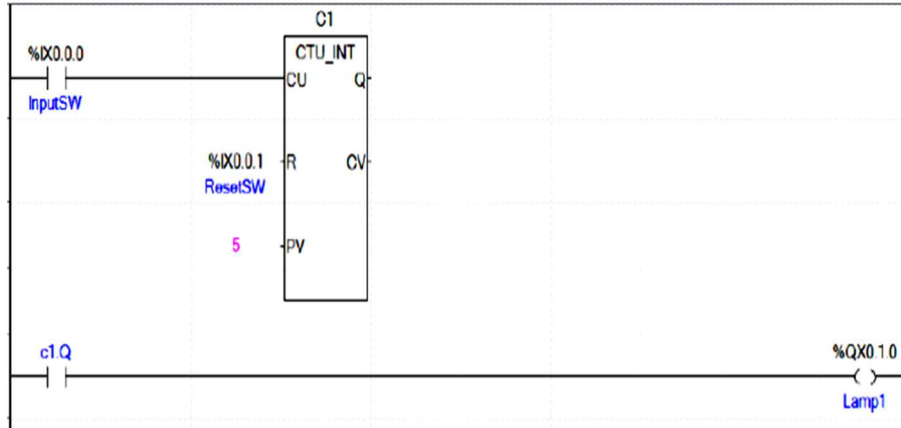 C1
%IX0.0.0
CTU_INT
CU Q
InputSW
%IX0.0.1 R CV
ResetSW
5 PV
c1.Q %QX0.1.0
Lamp1